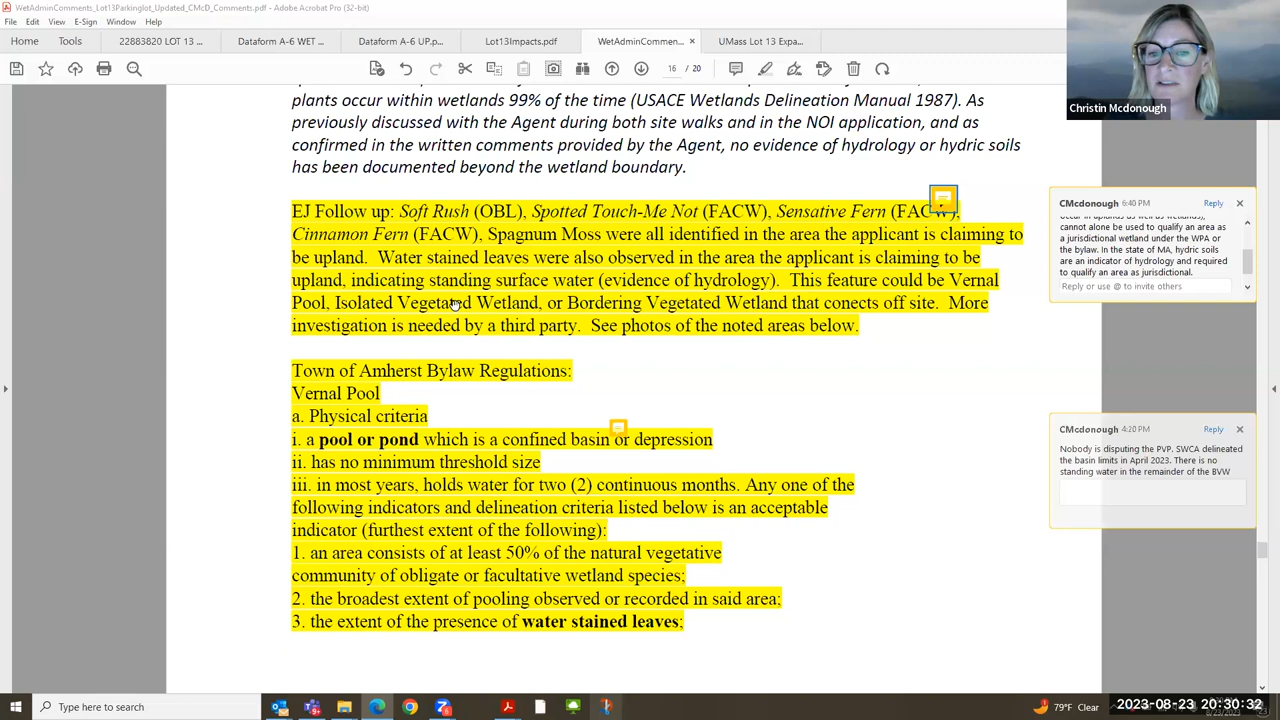 WetAdminComments_Lot13Parkinglot_Updated_CMcD_Comments.pdf - Adobe Acrobat Pro (32-bit)
File Edit View E-Sign Window Help
Home Tools 22883820 LOT 13 ... Dataform A-6 WET ... Dataform A-6 UP.p... Lot13Impacts.pdf WetAdminCommen... × UMass Lot 13 Expa...
16 / 20
Christin Mcdonough
plants occur within wetlands 99% of the time (USACE Wetlands Delineation Manual 1987). As
previously discussed with the Agent during both site walks and in the NOI application, and as
confirmed in the written comments provided by the Agent, no evidence of hydrology or hydric soils
has been documented beyond the wetland boundary.
EJ Follow up: Soft Rush (OBL), Spotted Touch-Me Not (FACW), Sensative Fern (FACW),
Cinnamon Fern (FACW), Spagnum Moss were all identified in the area the applicant is claiming to
be upland. Water stained leaves were also observed in the area the applicant is claiming to be
upland, indicating standing surface water (evidence of hydrology). This feature could be Vernal
Pool, Isolated Vegetated Wetland, or Bordering Vegetated Wetland that conects off site. More
investigation is needed by a third party. See photos of the noted areas below.
Town of Amherst Bylaw Regulations:
Vernal Pool
a. Physical criteria
i. a pool or pond which is a confined basin or depression
ii. has no minimum threshold size
iii. in most years, holds water for two (2) continuous months. Any one of the
following indicators and delineation criteria listed below is an acceptable
indicator (furthest extent of the following):
1. an area consists of at least 50% of the natural vegetative
community of obligate or facultative wetland species;
2. the broadest extent of pooling observed or recorded in said area;
3. the extent of the presence of water stained leaves;
CMcdonough 6:40 PM Reply ×
occur in uplands as well as wetlands),
cannot alone be used to qualify an area as
a jurisdictional wetland under the WPA or
the bylaw. In the state of MA, hydric soils
are an indicator of hydrology and required
to qualify an area as jurisdictional.
Reply or use @ to invite others
CMcdonough 4:20 PM Reply ×
Nobody is disputing the PVP. SWCA delineated
the basin limits in April 2023. There is no
standing water in the remainder of the BVW
Type here to search
79°F Clear
2023-08-23 20:30:32